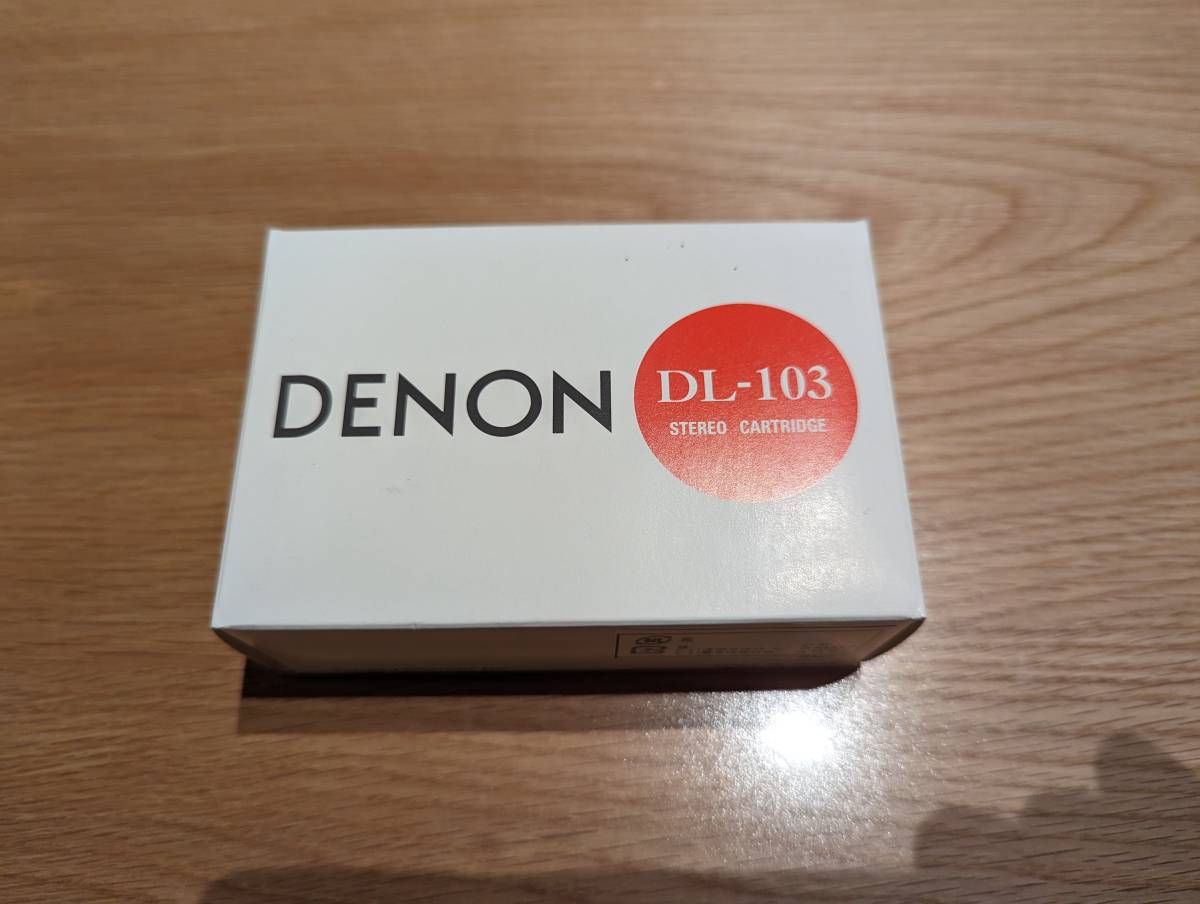 DENON
DL-103
STEREO CARTRIDGE